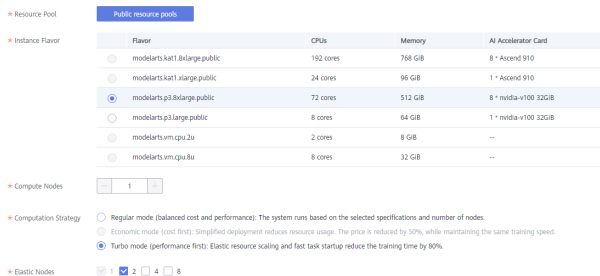 * Resource Pool Public resource pools
* Instance Flavor Flavor CPUs Memory AI Accelerator Card
modelarts.kat1.8xlarge.public 192 cores 768 GiB 8 * Ascend 910
modelarts.kat1.xlarge.public 24 cores 96 GiB 1 * Ascend 910
modelarts.p3.8xlarge.public 72 cores 512 GiB 8 * nvidia-v100 32GiB
modelarts.p3.large.public 8 cores 64 GiB 1 * nvidia-v100 32GiB
modelarts.vm.cpu.2u 2 cores 8 GiB --
modelarts.vm.cpu.8u 8 cores 32 GiB --
* Compute Nodes − 1 +
* Computation Strategy Regular mode (balanced cost and performance): The system runs based on the selected specifications and number of nodes.
Economic mode (cost first): Simplified deployment reduces resource usage. The price is reduced by 50%, while maintaining the same training speed.
Turbo mode (performance first): Elastic resource scaling and fast task startup reduce the training time by 80%.
* Elastic Nodes 1 2 4 8